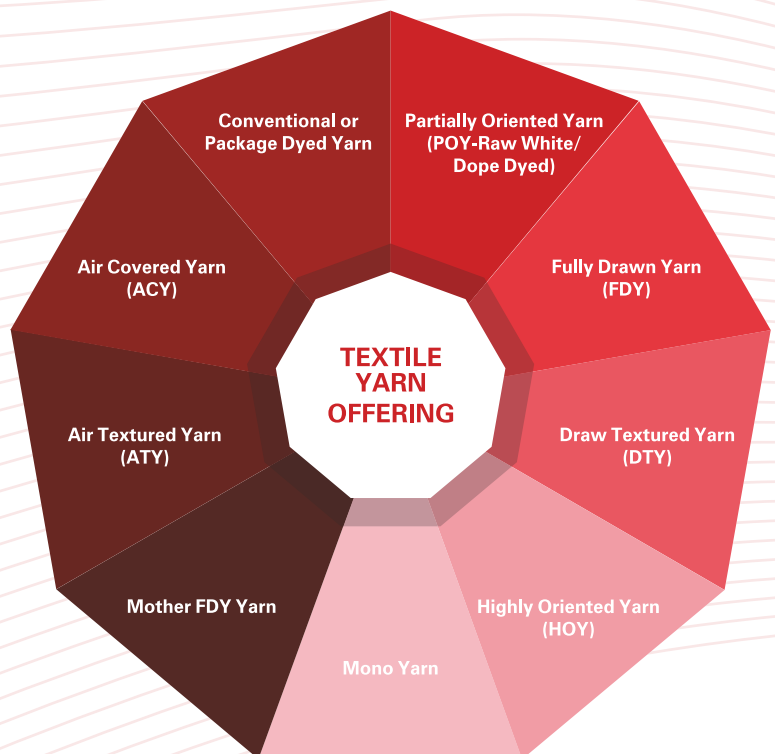 Conventional or
Package Dyed Yarn
Partially Oriented Yarn
(POY-Raw White/
Dope Dyed)
Air Covered Yarn
(ACY)
Fully Drawn Yarn
(FDY)
TEXTILE
YARN
OFFERING
Air Textured Yarn
(ATY)
Draw Textured Yarn
(DTY)
Mother FDY Yarn
Highly Oriented Yarn
(HOY)
Mono Yarn